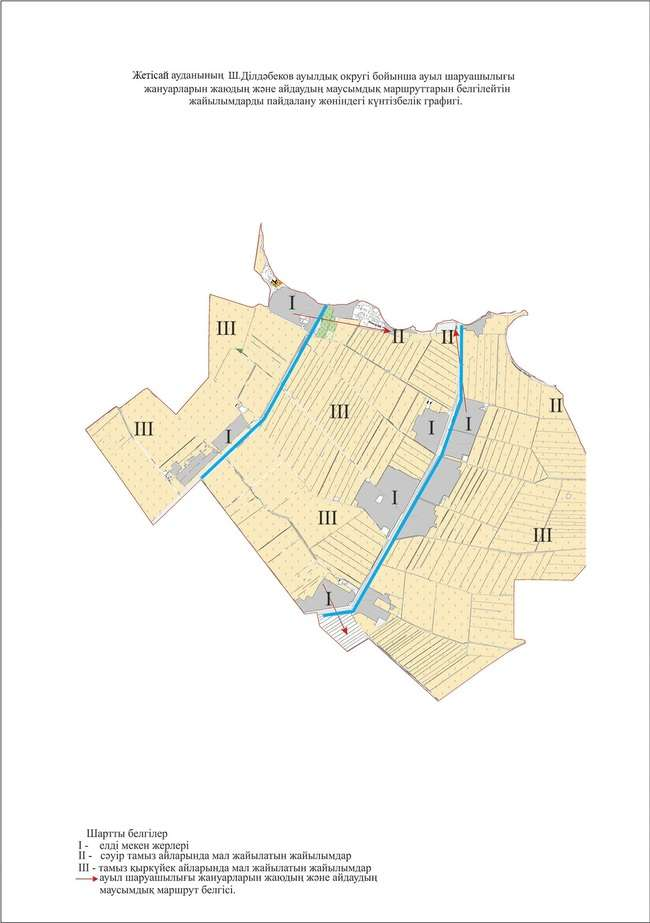 Жетісай ауданының Ш.Ділдәбеков ауылдық округі бойынша ауыл шаруашылығы
жануарларын жаюдың және айдаудың маусымдық маршруттарын белгілейтін
жайылымдарды пайдалану жөніндегі күнтізбелік графигі.
I
III
II
II
II
III
I
I
III
I
I
III
III
I
Шартты белгілер
I - елді мекен жерлері
II - сәуір тамыз айларында мал жайылатын жайылымдар
III - тамыз қыркүйек айларында мал жайылатын жайылымдар
ауыл шаруашылығы жануарларын жаюдың және айдаудың
маусымдық маршрут белгісі.